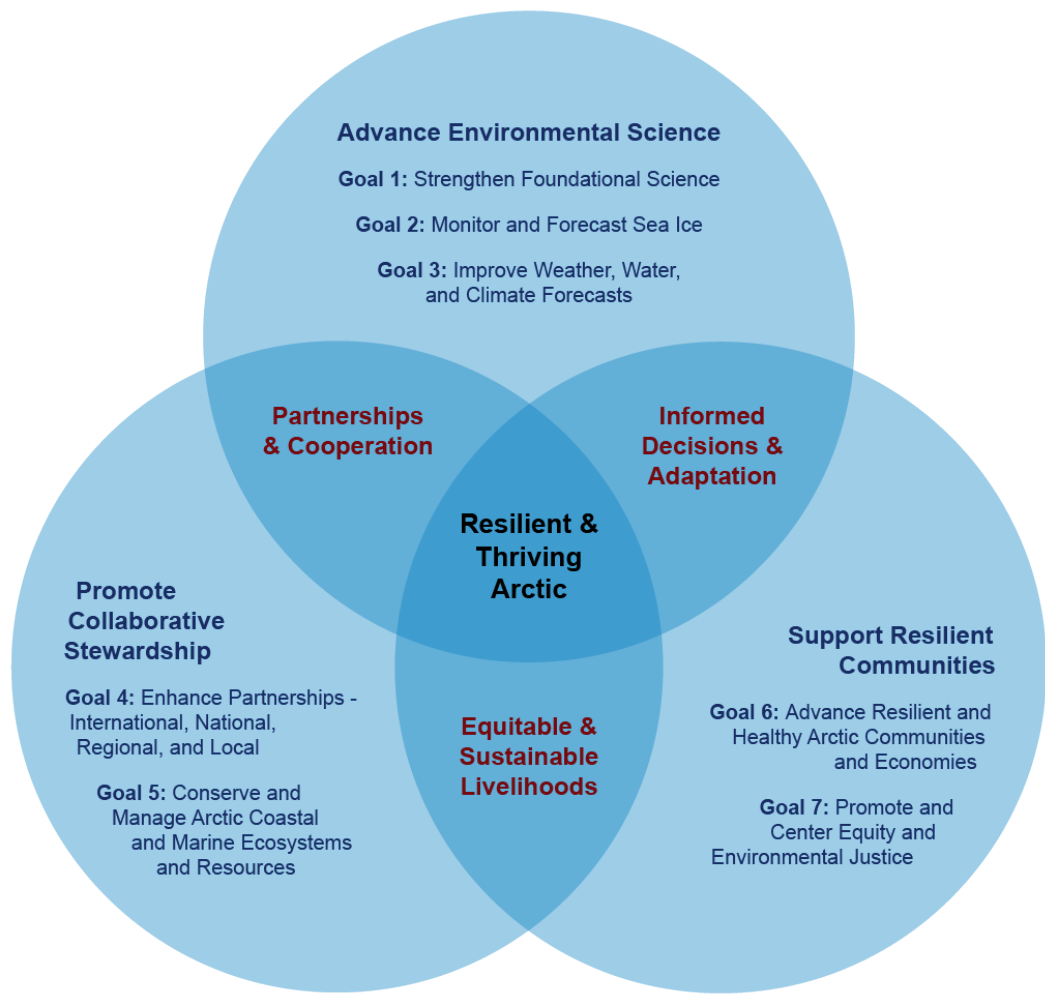 Advance Environmental Science
Goal 1: Strengthen Foundational Science
Goal 2: Monitor and Forecast Sea Ice
Goal 3: Improve Weather, Water,
and Climate Forecasts
Partnerships
& Cooperation
Informed
Decisions &
Adaptation
Resilient &
Thriving
Arctic
Promote
Collaborative
Stewardship
Goal 4: Enhance Partnerships -
International, National,
Regional, and Local
Goal 5: Conserve and
Manage Arctic Coastal
and Marine Ecosystems
and Resources
Equitable &
Sustainable
Livelihoods
Support Resilient
Communities
Goal 6: Advance Resilient and
Healthy Arctic Communities
and Economies
Goal 7: Promote and
Center Equity and
Environmental Justice